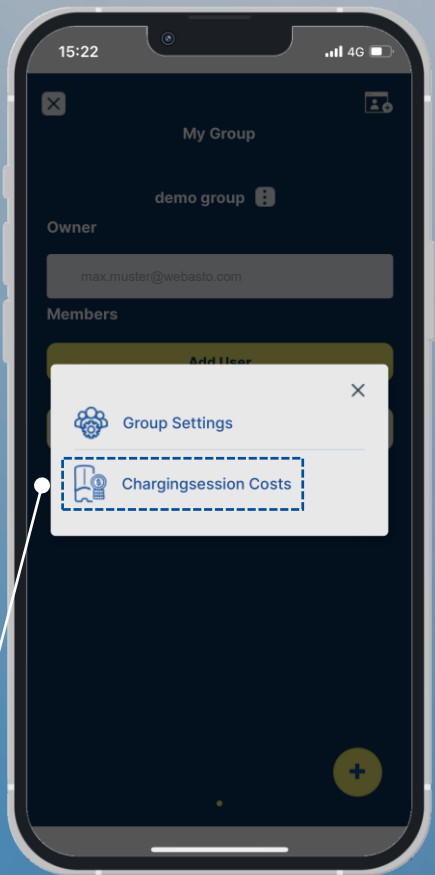 15:22
4G
My Group
demo group
Owner
max.muster@webasto.com
Members
Add User
Group Settings
Chargingsession Costs